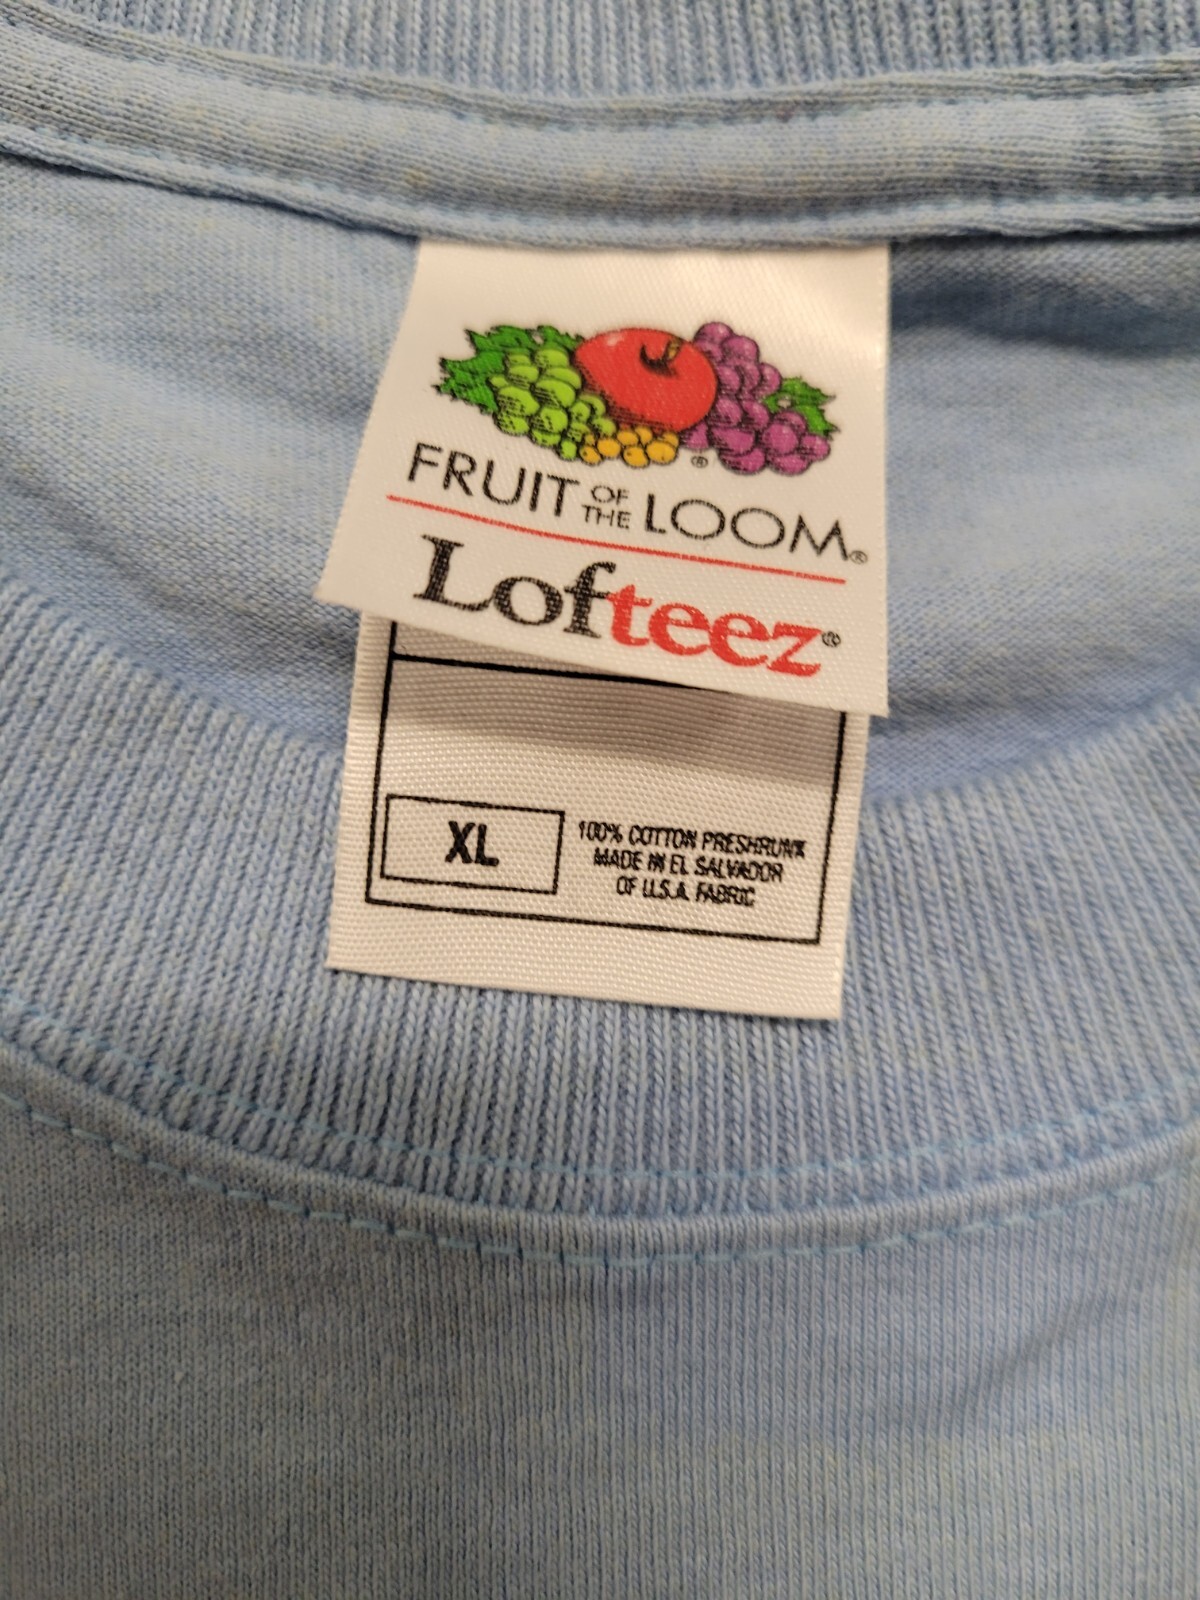 ®
FRUIT OF THE LOOM®
Lofteez®
XL
100% COTTON PRESHRUNK
MADE IN EL SALVADOR
OF U.S.A. FABRIC